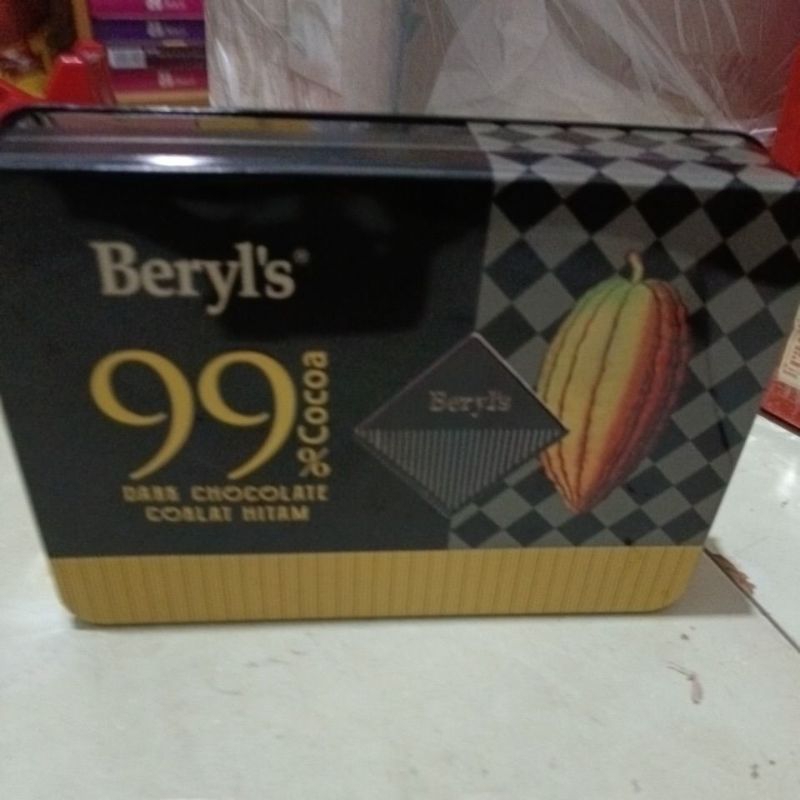 Beryl's®
99
% Cocoa
DARK CHOCOLATE
COKLAT HITAM
Beryl's